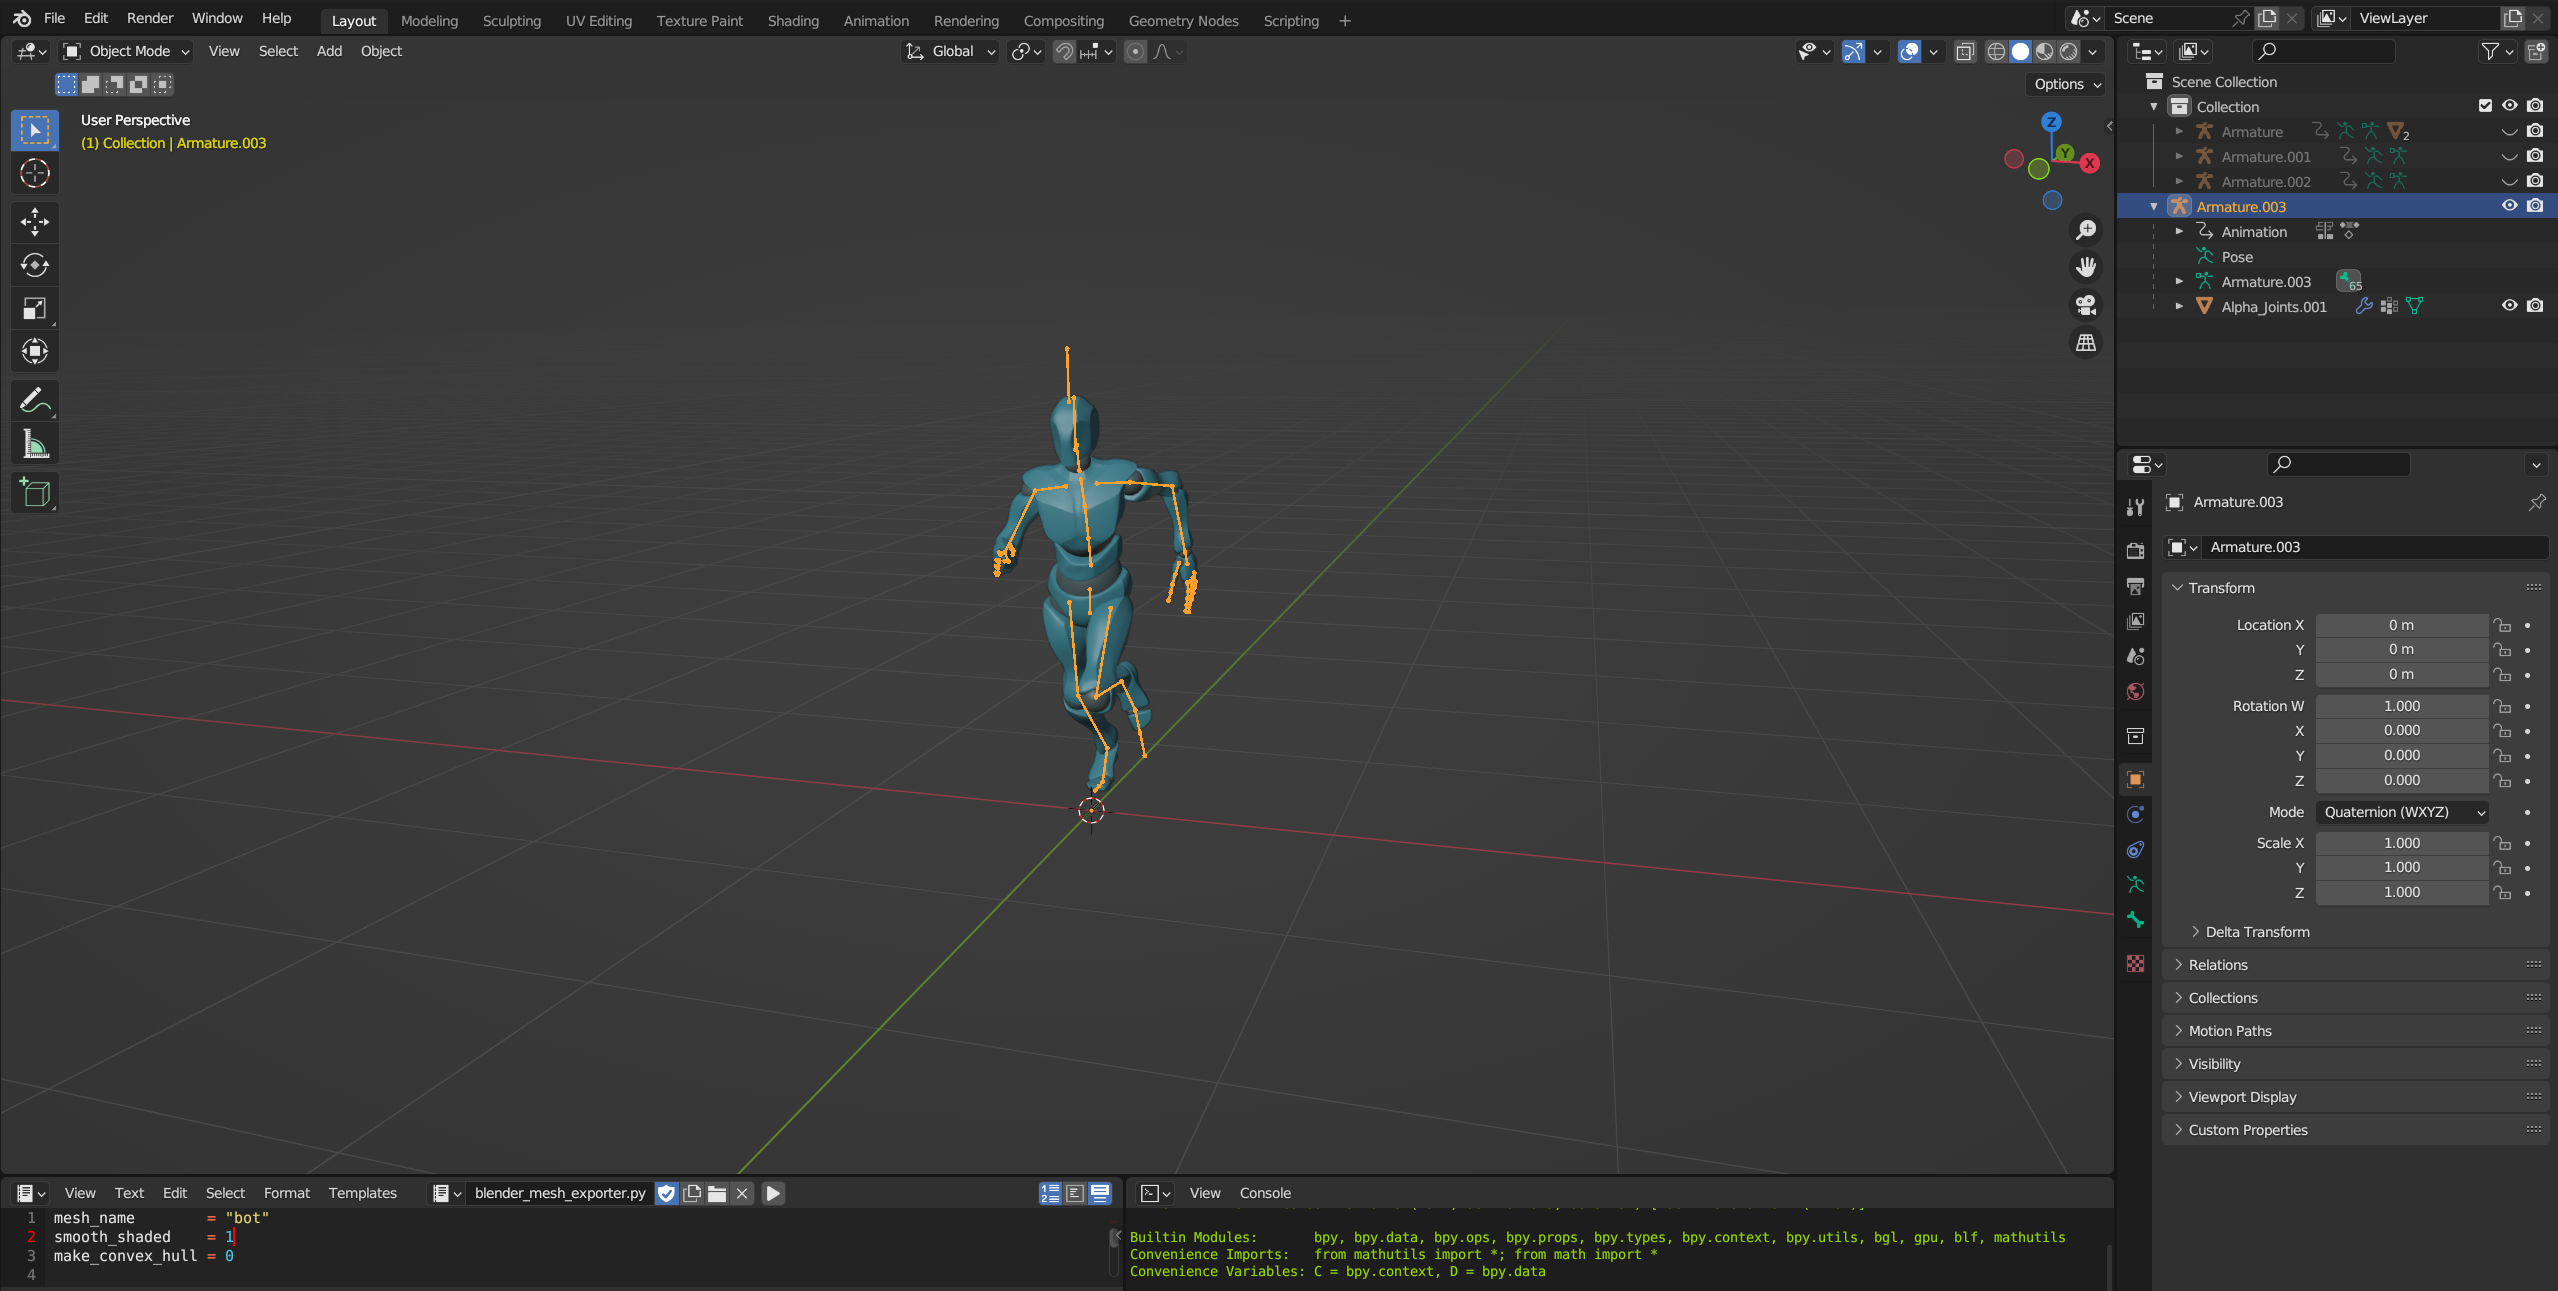 File Edit Render Window Help Layout Modeling Sculpting UV Editing Texture Paint Shading Animation Rendering Compositing Geometry Nodes Scripting + Scene ViewLayer
Object Mode View Select Add Object Global
Options
User Perspective
(1) Collection | Armature.003
Z
Y
X
Scene Collection
Collection
Armature 2
Armature.001
Armature.002
Armature.003
Animation
Pose
Armature.003 65
Alpha_Joints.001
Armature.003
Armature.003
Transform
Location X 0 m
Y 0 m
Z 0 m
Rotation W 1.000
X 0.000
Y 0.000
Z 0.000
Mode Quaternion (WXYZ)
Scale X 1.000
Y 1.000
Z 1.000
Delta Transform
Relations
Collections
Motion Paths
Visibility
Viewport Display
Custom Properties
View Text Edit Select Format Templates blender_mesh_exporter.py
1 mesh_name = "bot"
2 smooth_shaded = 1
3 make_convex_hull = 0
4
View Console
Builtin Modules: bpy, bpy.data, bpy.ops, bpy.props, bpy.types, bpy.context, bpy.utils, bgl, gpu, blf, mathutils
Convenience Imports: from mathutils import *; from math import *
Convenience Variables: C = bpy.context, D = bpy.data